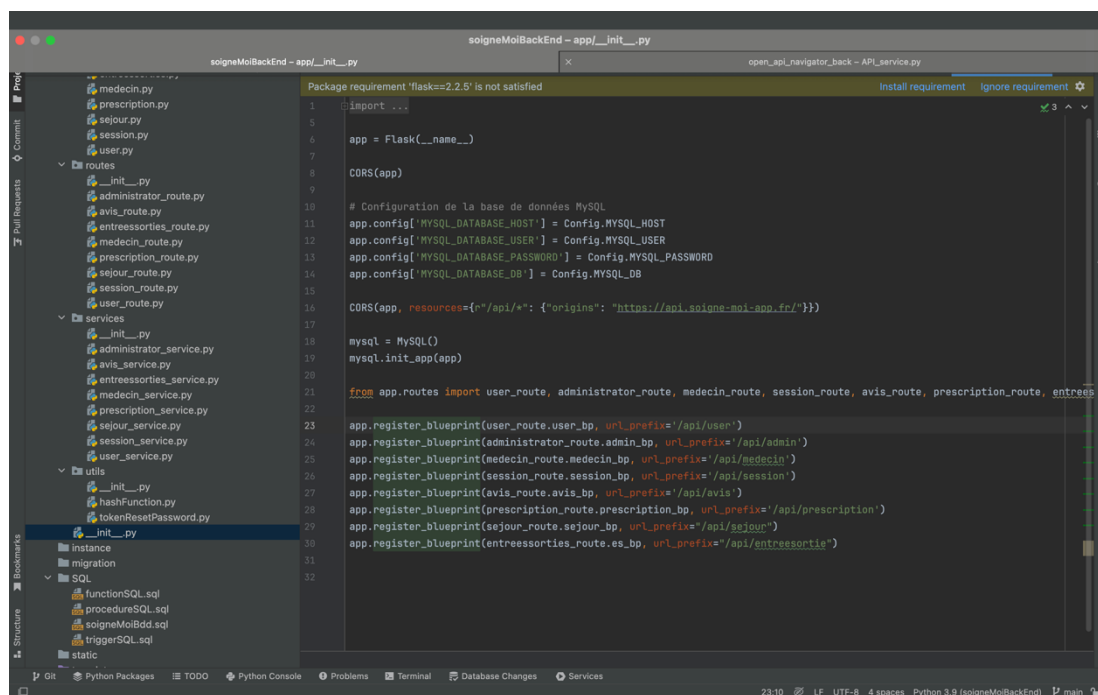 soigneMoiBackEnd – app/__init__.py
soigneMoiBackEnd – app/__init__.py
open_api_navigator_back – API_service.py
Commit
Pull Requests
Bookmarks
Structure
medecin.py
prescription.py
sejour.py
session.py
user.py
routes
__init__.py
administrator_route.py
avis_route.py
entreessorties_route.py
medecin_route.py
prescription_route.py
sejour_route.py
session_route.py
user_route.py
services
__init__.py
administrator_service.py
avis_service.py
entreessorties_service.py
medecin_service.py
prescription_service.py
sejour_service.py
session_service.py
user_service.py
utils
__init__.py
hashFunction.py
tokenResetPassword.py
__init__.py
instance
migration
SQL
functionSQL.sql
procedureSQL.sql
soigneMoiBdd.sql
triggerSQL.sql
static
Package requirement 'flask==2.2.5' is not satisfied Install requirement Ignore requirement
3
1 import ...
5
6 app = Flask(__name__)
7
8 CORS(app)
9
10 # Configuration de la base de données MySQL
11 app.config['MYSQL_DATABASE_HOST'] = Config.MYSQL_HOST
12 app.config['MYSQL_DATABASE_USER'] = Config.MYSQL_USER
13 app.config['MYSQL_DATABASE_PASSWORD'] = Config.MYSQL_PASSWORD
14 app.config['MYSQL_DATABASE_DB'] = Config.MYSQL_DB
15
16 CORS(app, resources={r"/api/*": {"origins": "https://api.soigne-moi-app.fr/"}})
17
18 mysql = MySQL()
19 mysql.init_app(app)
20
21 from app.routes import user_route, administrator_route, medecin_route, session_route, avis_route, prescription_route, entrees
22
23 app.register_blueprint(user_route.user_bp, url_prefix='/api/user')
24 app.register_blueprint(administrator_route.admin_bp, url_prefix='/api/admin')
25 app.register_blueprint(medecin_route.medecin_bp, url_prefix='/api/medecin')
26 app.register_blueprint(session_route.session_bp, url_prefix='/api/session')
27 app.register_blueprint(avis_route.avis_bp, url_prefix='/api/avis')
28 app.register_blueprint(prescription_route.prescription_bp, url_prefix='/api/prescription')
29 app.register_blueprint(sejour_route.sejour_bp, url_prefix="/api/sejour")
30 app.register_blueprint(entreessorties_route.es_bp, url_prefix="/api/entreesortie")
31
32
Git Python Packages TODO Python Console Problems Terminal Database Changes Services
23:10 LF UTF-8 4 spaces Python 3.9 (soigneMoiBackEnd) main